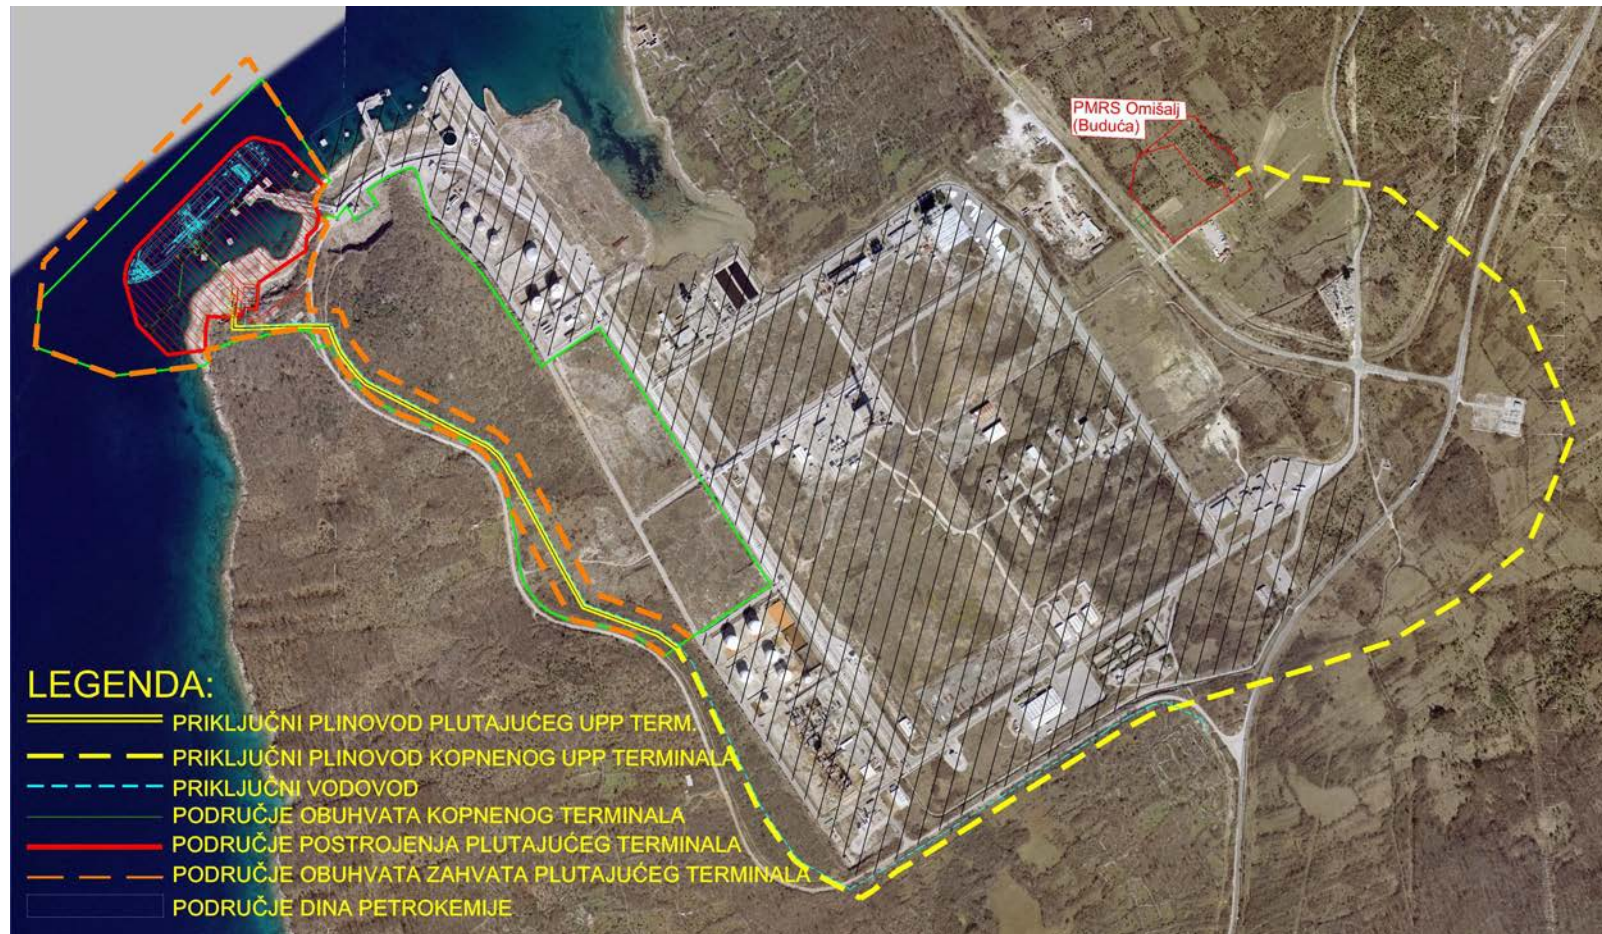 PMRS Omišalj
(Buduća)
LEGENDA:
PRIKLJUČNI PLINOVOD PLUTAJUĆEG UPP TERM.
PRIKLJUČNI PLINOVOD KOPNENOG UPP TERMINALA
PRIKLJUČNI VODOVOD
PODRUČJE OBUHVATA KOPNENOG TERMINALA
PODRUČJE POSTROJENJA PLUTAJUĆEG TERMINALA
PODRUČJE OBUHVATA ZAHVATA PLUTAJUĆEG TERMINALA
PODRUČJE DINA PETROKEMIJE